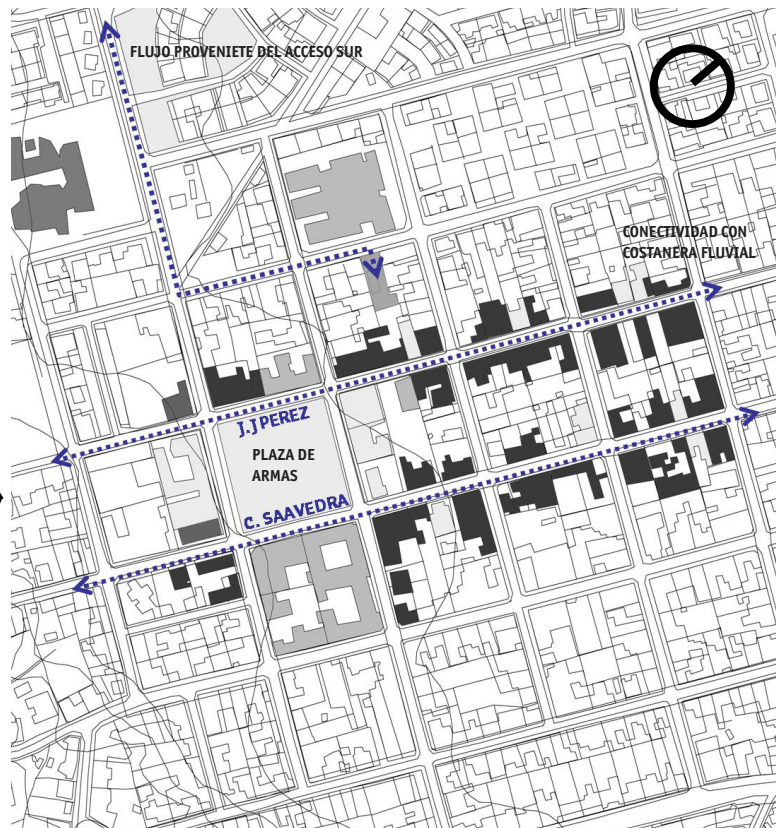 FLUJO PROVENIETE DEL ACCESO SUR
CONECTIVIDAD CON
COSTANERA FLUVIAL
J.J PEREZ
PLAZA DE
ARMAS
C. SAAVEDRA